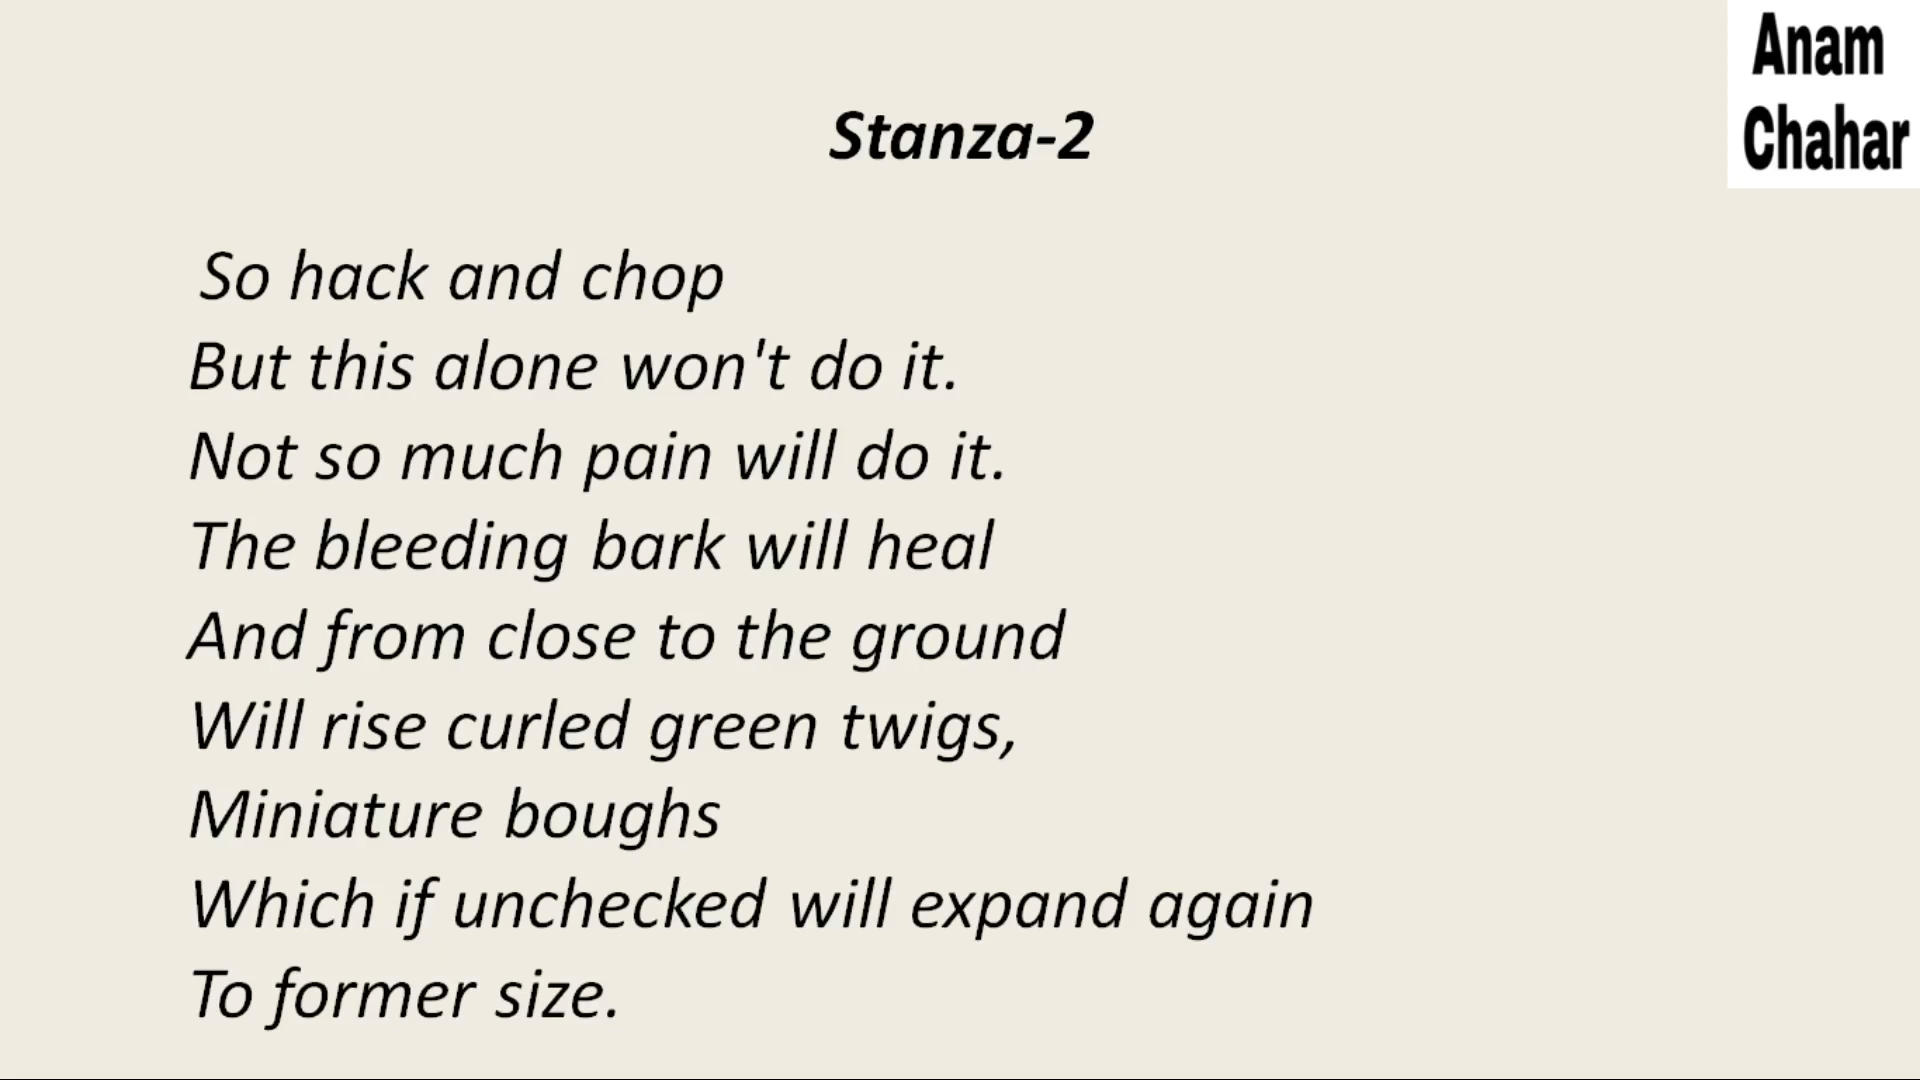 Anam
Chahar
Stanza-2
So hack and chop
But this alone won't do it.
Not so much pain will do it.
The bleeding bark will heal
And from close to the ground
Will rise curled green twigs,
Miniature boughs
Which if unchecked will expand again
To former size.